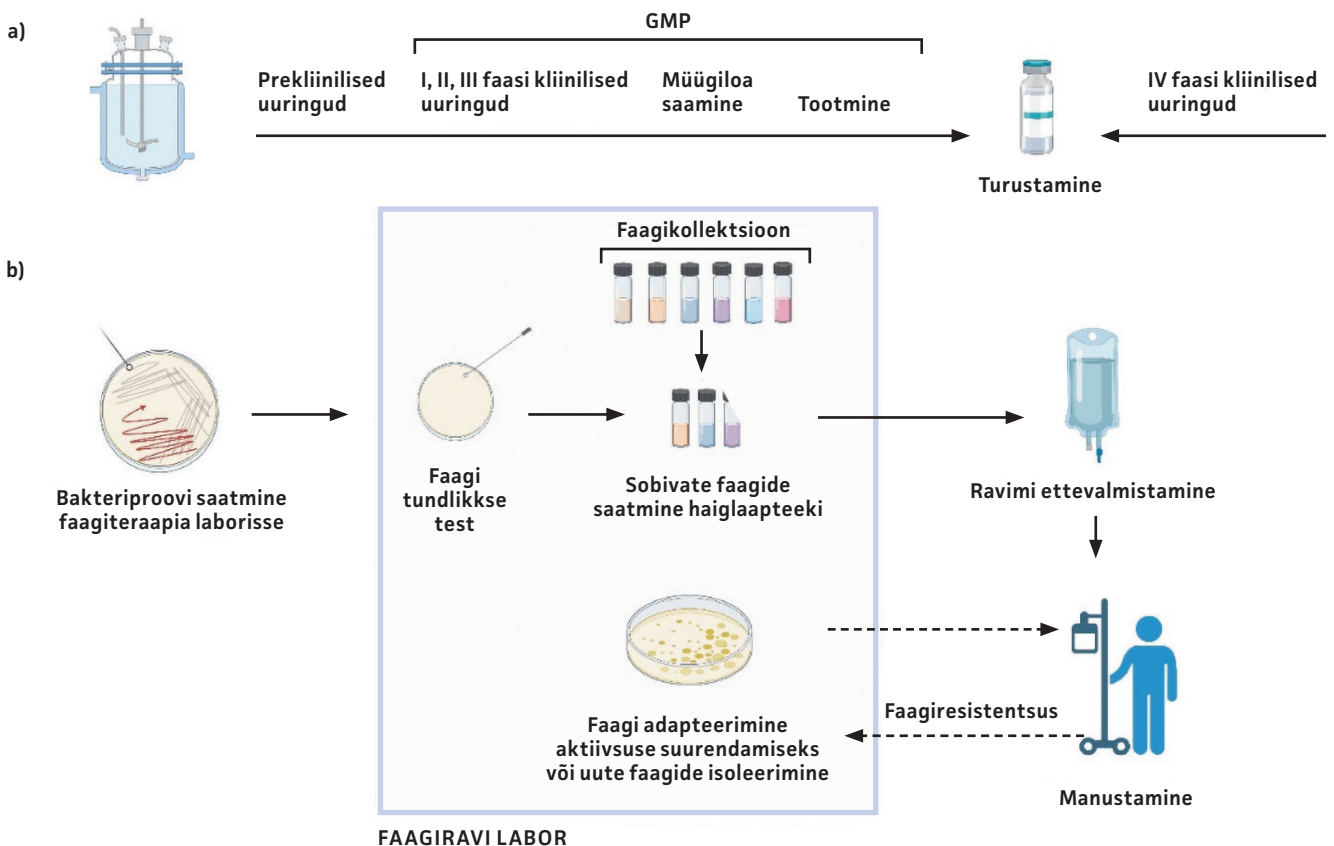 a)
GMP
Prekliinilised
uuringud
I, II, III faasi kliinilised
uuringud
Müügiloa
saamine
Tootmine
IV faasi kliinilised
uuringud
Turustamine
b)
Faagikollektsioon
Bakteriproovi saatmine
faagiteraapia laborisse
Faagi
tundlikkse
test
Sobivate faagide
saatmine haiglaapteeki
Ravimi ettevalmistamine
Faagi adapteerimine
aktiivsuse suurendamiseks
või uute faagide isoleerimine
Faagiresistentsus
Manustamine
FAAGIRAVI LABOR